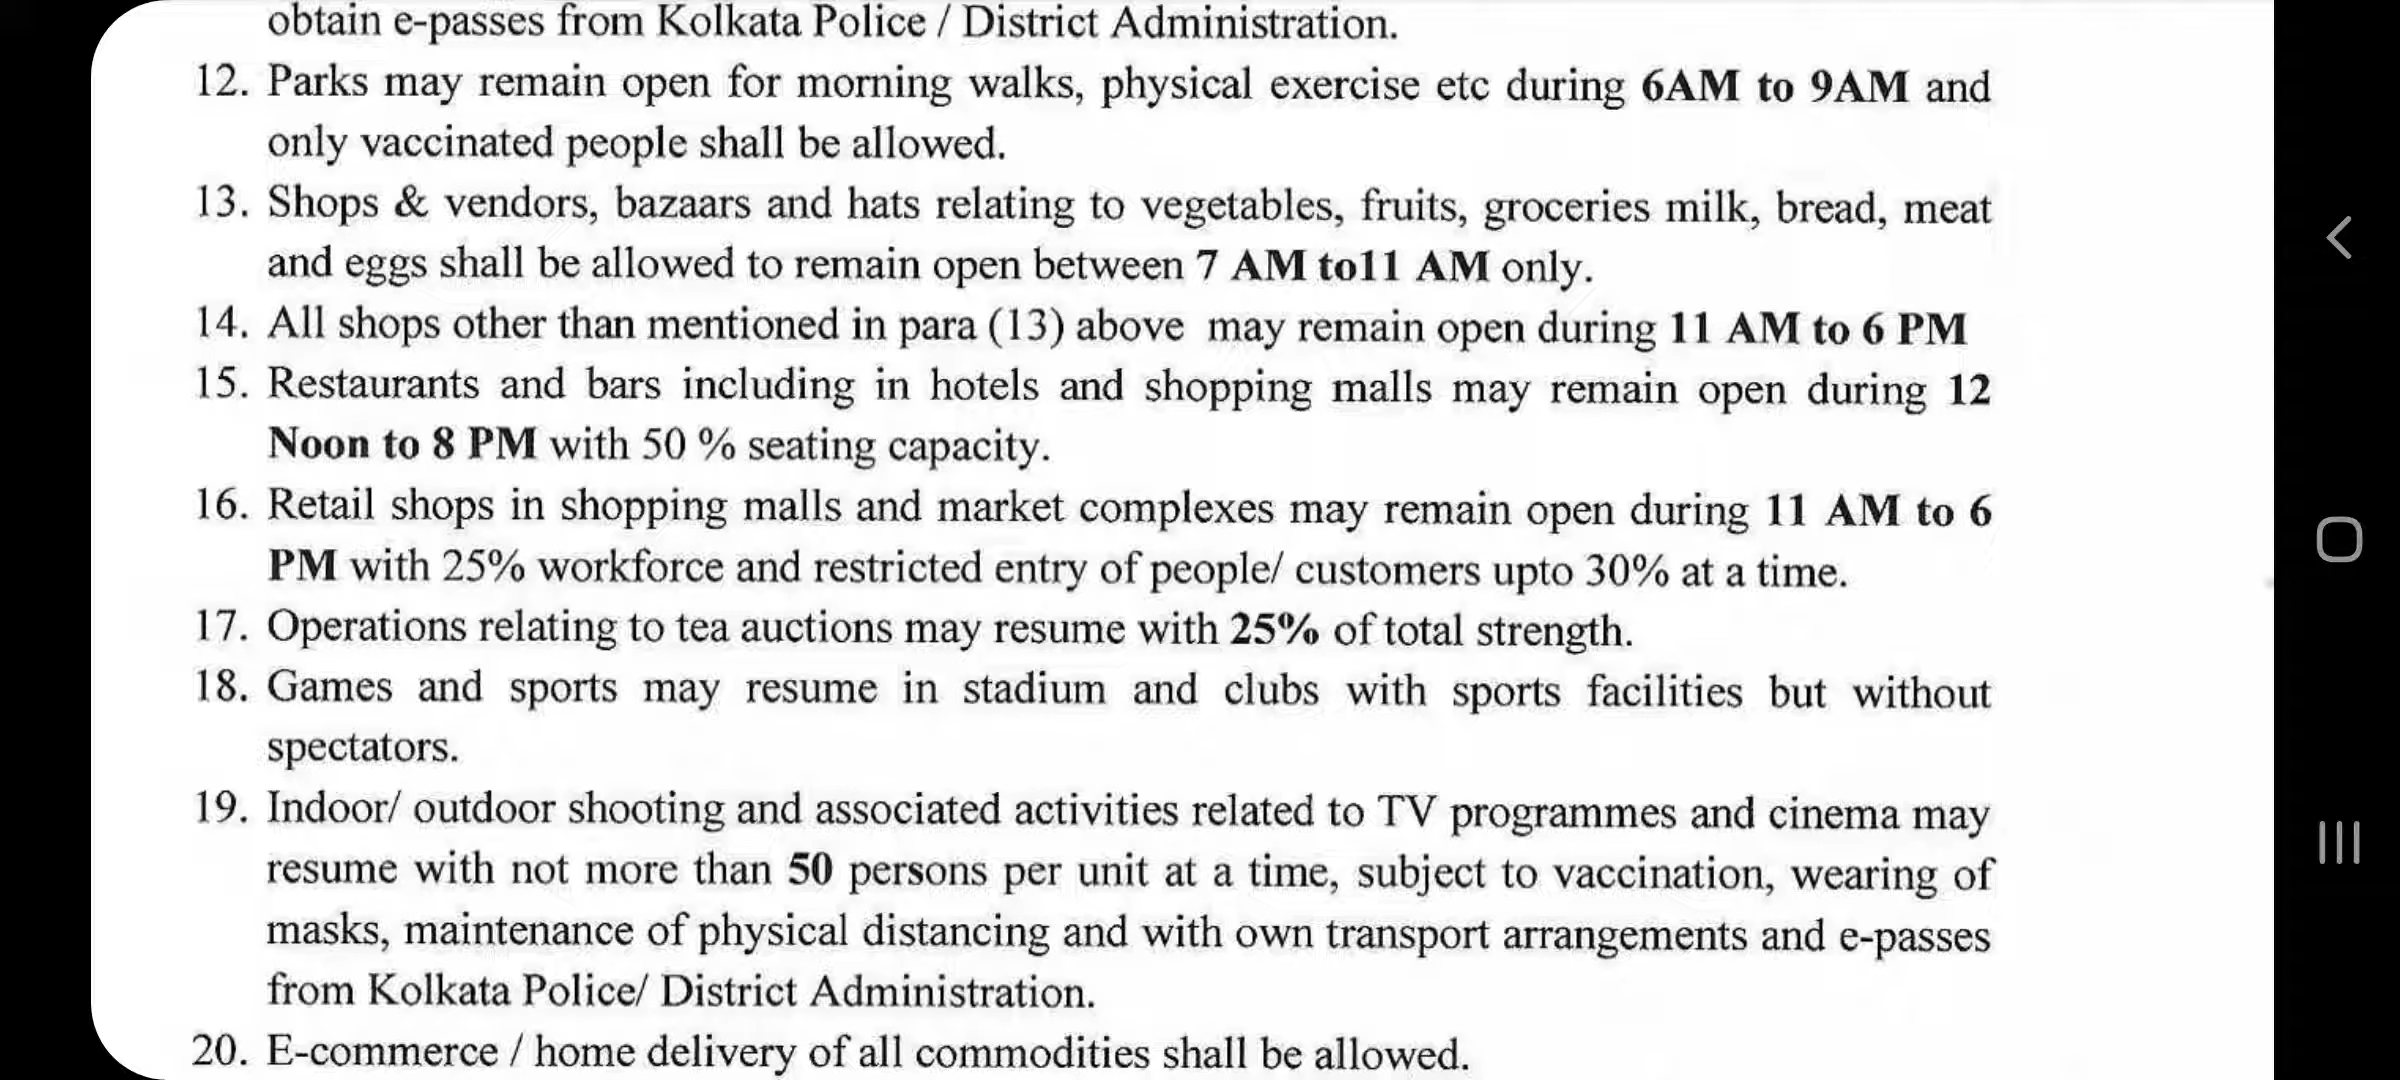 obtain e-passes from Kolkata Police / District Administration.
12. Parks may remain open for morning walks, physical exercise etc during 6AM to 9AM and
only vaccinated people shall be allowed.
13. Shops & vendors, bazaars and hats relating to vegetables, fruits, groceries milk, bread, meat
and eggs shall be allowed to remain open between 7 AM to11 AM only.
14. All shops other than mentioned in para (13) above may remain open during 11 AM to 6 PM
15. Restaurants and bars including in hotels and shopping malls may remain open during 12
Noon to 8 PM with 50 % seating capacity.
16. Retail shops in shopping malls and market complexes may remain open during 11 AM to 6
PM with 25% workforce and restricted entry of people/ customers upto 30% at a time.
17. Operations relating to tea auctions may resume with 25% of total strength.
18. Games and sports may resume in stadium and clubs with sports facilities but without
spectators.
19. Indoor/ outdoor shooting and associated activities related to TV programmes and cinema may
resume with not more than 50 persons per unit at a time, subject to vaccination, wearing of
masks, maintenance of physical distancing and with own transport arrangements and e-passes
from Kolkata Police/ District Administration.
20. E-commerce / home delivery of all commodities shall be allowed.